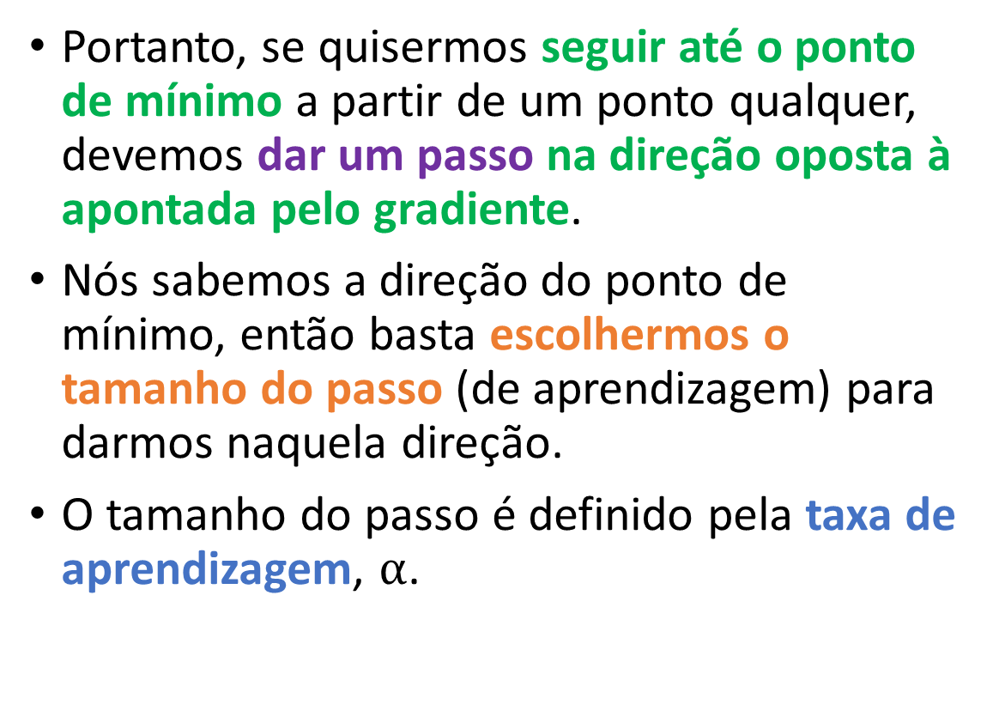 • Portanto, se quisermos seguir até o ponto
de mínimo a partir de um ponto qualquer,
devemos dar um passo na direção oposta à
apontada pelo gradiente.
• Nós sabemos a direção do ponto de
mínimo, então basta escolhermos o
tamanho do passo (de aprendizagem) para
darmos naquela direção.
• O tamanho do passo é definido pela taxa de
aprendizagem, α.